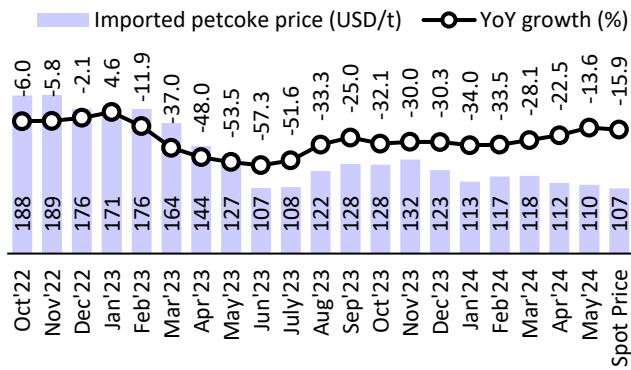 Imported petcoke price (USD/t) YoY growth (%)
-6.0 -5.8 -2.1 4.6 -11.9 -37.0 -48.0 -53.5 -57.3 -51.6 -33.3 -25.0 -32.1 -30.0 -30.3 -34.0 -33.5 -28.1 -22.5 -13.6 -15.9
188 189 176 171 176 164 144 127 107 108 122 128 128 132 123 113 117 118 112 110 107
Oct'22 Nov'22 Dec'22 Jan'23 Feb'23 Mar'23 Apr'23 May'23 Jun'23 July'23 Aug'23 Sep'23 Oct'23 Nov'23 Dec'23 Jan'24 Feb'24 Mar'24 Apr'24 May'24 Spot Price